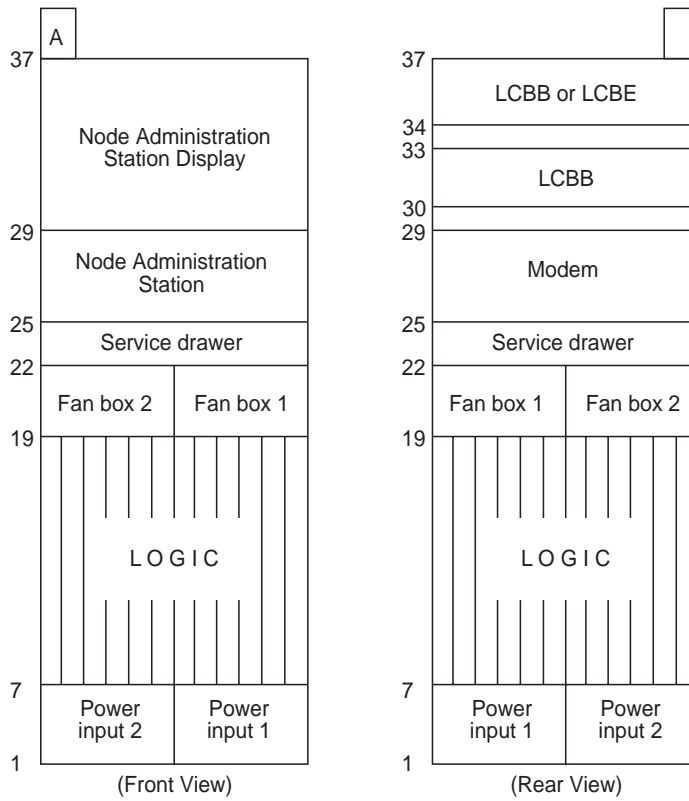 A
37
Node Administration
Station Display
29
Node Administration
Station
25
Service drawer
22
Fan box 2 Fan box 1
19
L O G I C
7
Power
input 2
Power
input 1
1
(Front View)
37
LCBB or LCBE
34
33
LCBB
30
29
Modem
25
Service drawer
22
Fan box 1 Fan box 2
19
L O G I C
7
Power
input 1
Power
input 2
1
(Rear View)